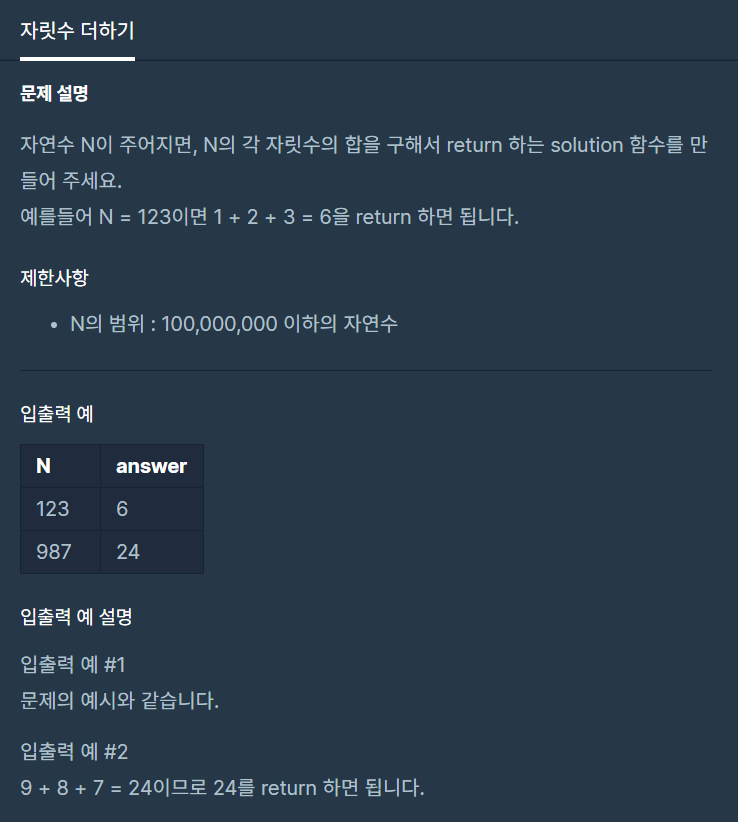 자릿수 더하기
문제 설명
자연수 N이 주어지면, N의 각 자릿수의 합을 구해서 return 하는 solution 함수를 만
들어 주세요.
예를들어 N = 123이면 1 + 2 + 3 = 6을 return 하면 됩니다.
제한사항
• N의 범위 : 100,000,000 이하의 자연수
입출력 예
N answer
123 6
987 24
입출력 예 설명
입출력 예 #1
문제의 예시와 같습니다.
입출력 예 #2
9 + 8 + 7 = 24이므로 24를 return 하면 됩니다.